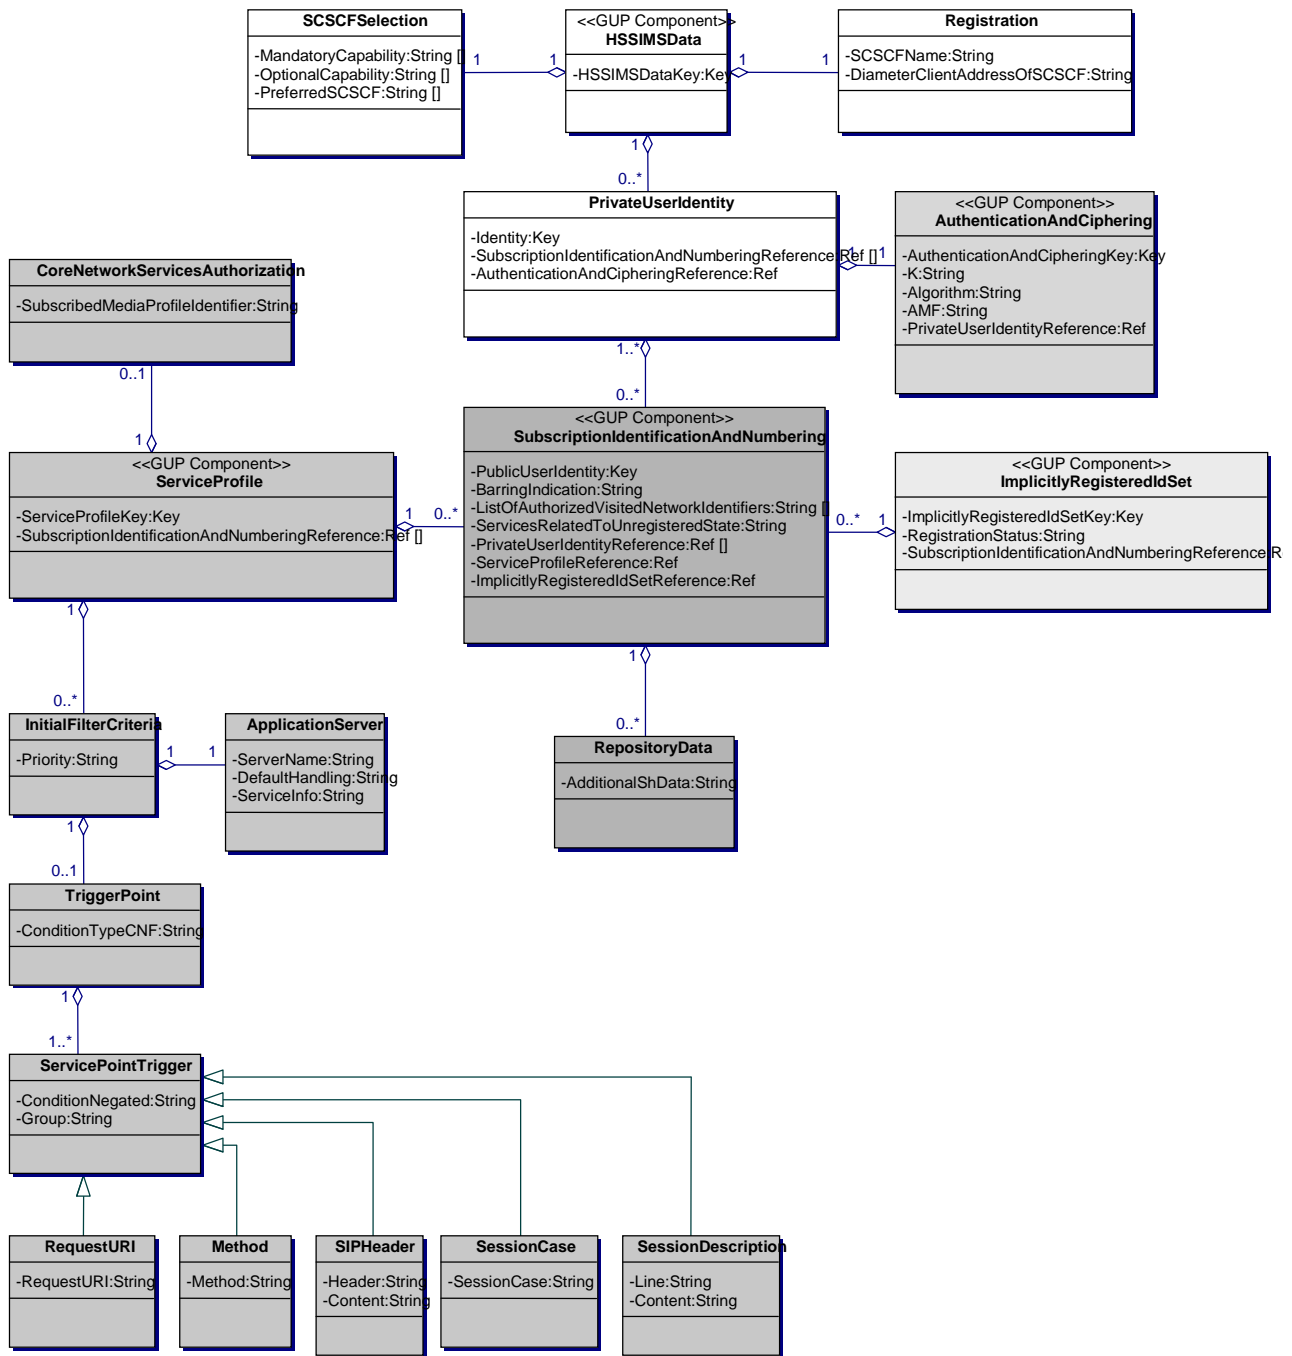 SCSCFSelection
-MandatoryCapability:String [
-OptionalCapability:String []
-PreferredSCSCF:String []
1
1
<<GUP Component>>
HSSIMSData
-HSSIMSDataKey:Key
1
1
Registration
-SCSCFName:String
-DiameterClientAddressOfSCSCF:String
1
0..*
PrivateUserIdentity
-Identity:Key
-SubscriptionIdentificationAndNumberingReference:Ref []
-AuthenticationAndCipheringReference:Ref
1
1
<<GUP Component>>
AuthenticationAndCiphering
-AuthenticationAndCipheringKey:Key
-K:String
-Algorithm:String
-AMF:String
-PrivateUserIdentityReference:Ref
CoreNetworkServicesAuthorization
-SubscribedMediaProfileIdentifier:String
0..1
1
1..*
0..*
<<GUP Component>>
ServiceProfile
-ServiceProfileKey:Key
-SubscriptionIdentificationAndNumberingReference:Ref []
1
0..*
<<GUP Component>>
SubscriptionIdentificationAndNumbering
-PublicUserIdentity:Key
-BarringIndication:String
-ListOfAuthorizedVisitedNetworkIdentifiers:String []
-ServicesRelatedToUnregisteredState:String
-PrivateUserIdentityReference:Ref []
-ServiceProfileReference:Ref
-ImplicitlyRegisteredIdSetReference:Ref
0..*
1
<<GUP Component>>
ImplicitlyRegisteredIdSet
-ImplicitlyRegisteredIdSetKey:Key
-RegistrationStatus:String
-SubscriptionIdentificationAndNumberingReference:R
1
0..*
1
0..*
InitialFilterCriteria
-Priority:String
1
1
ApplicationServer
-ServerName:String
-DefaultHandling:String
-ServiceInfo:String
RepositoryData
-AdditionalShData:String
1
0..1
TriggerPoint
-ConditionTypeCNF:String
1
1..*
ServicePointTrigger
-ConditionNegated:String
-Group:String
RequestURI
-RequestURI:String
Method
-Method:String
SIPHeader
-Header:String
-Content:String
SessionCase
-SessionCase:String
SessionDescription
-Line:String
-Content:String